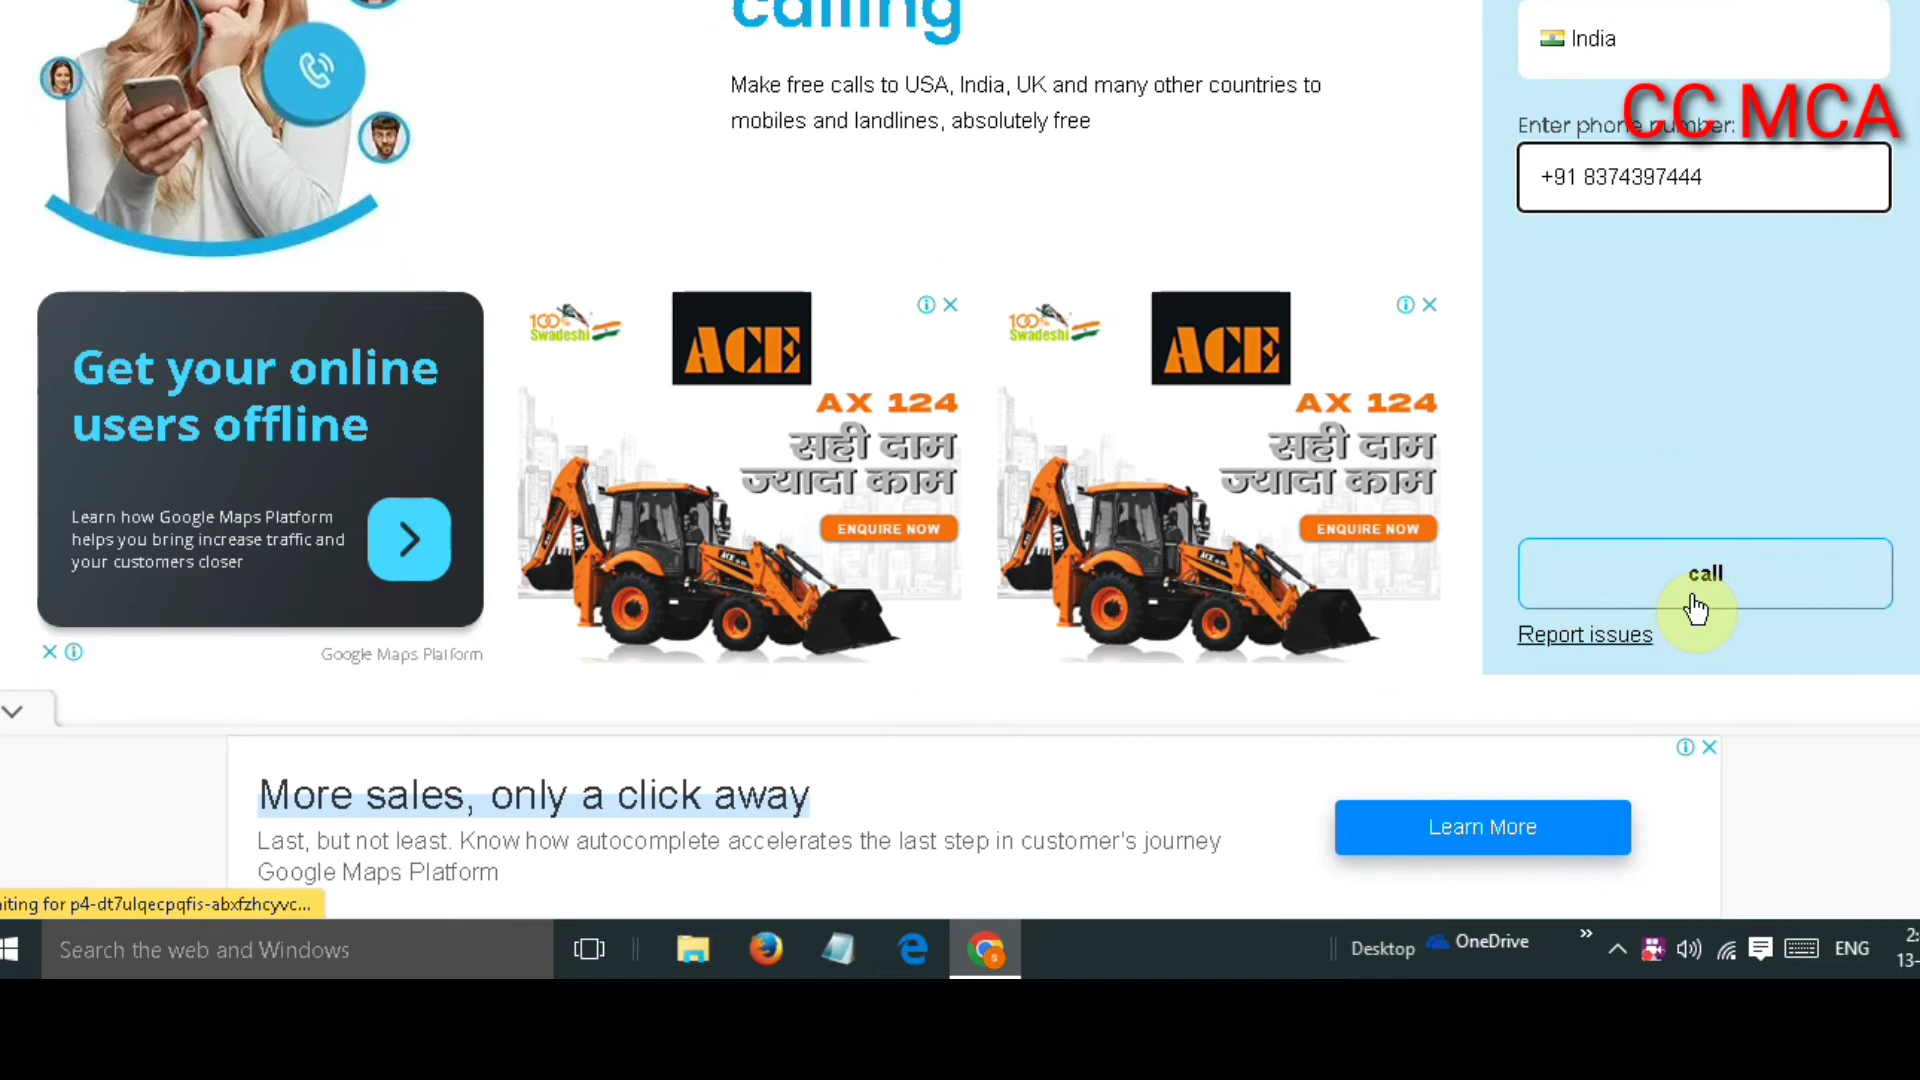 calling
Make free calls to USA, India, UK and many other countries to
mobiles and landlines, absolutely free
India
CC MCA
Enter phone number:
+91 8374397444
Get your online
users offline
Learn how Google Maps Platform
helps you bring increase traffic and
your customers closer
Google Maps Platform
100
Swadeshi
ACE
AX 124
सही दाम
ज्यादा काम
ENQUIRE NOW
ACE
100
Swadeshi
ACE
AX 124
सही दाम
ज्यादा काम
ENQUIRE NOW
ACE
call
Report issues
More sales, only a click away
Last, but not least. Know how autocomplete accelerates the last step in customer's journey
Google Maps Platform
Learn More
iting for p4-dt7ulqecpqfis-abxfzhcyvc...
Search the web and Windows
Desktop
OneDrive
ENG
2:
13-